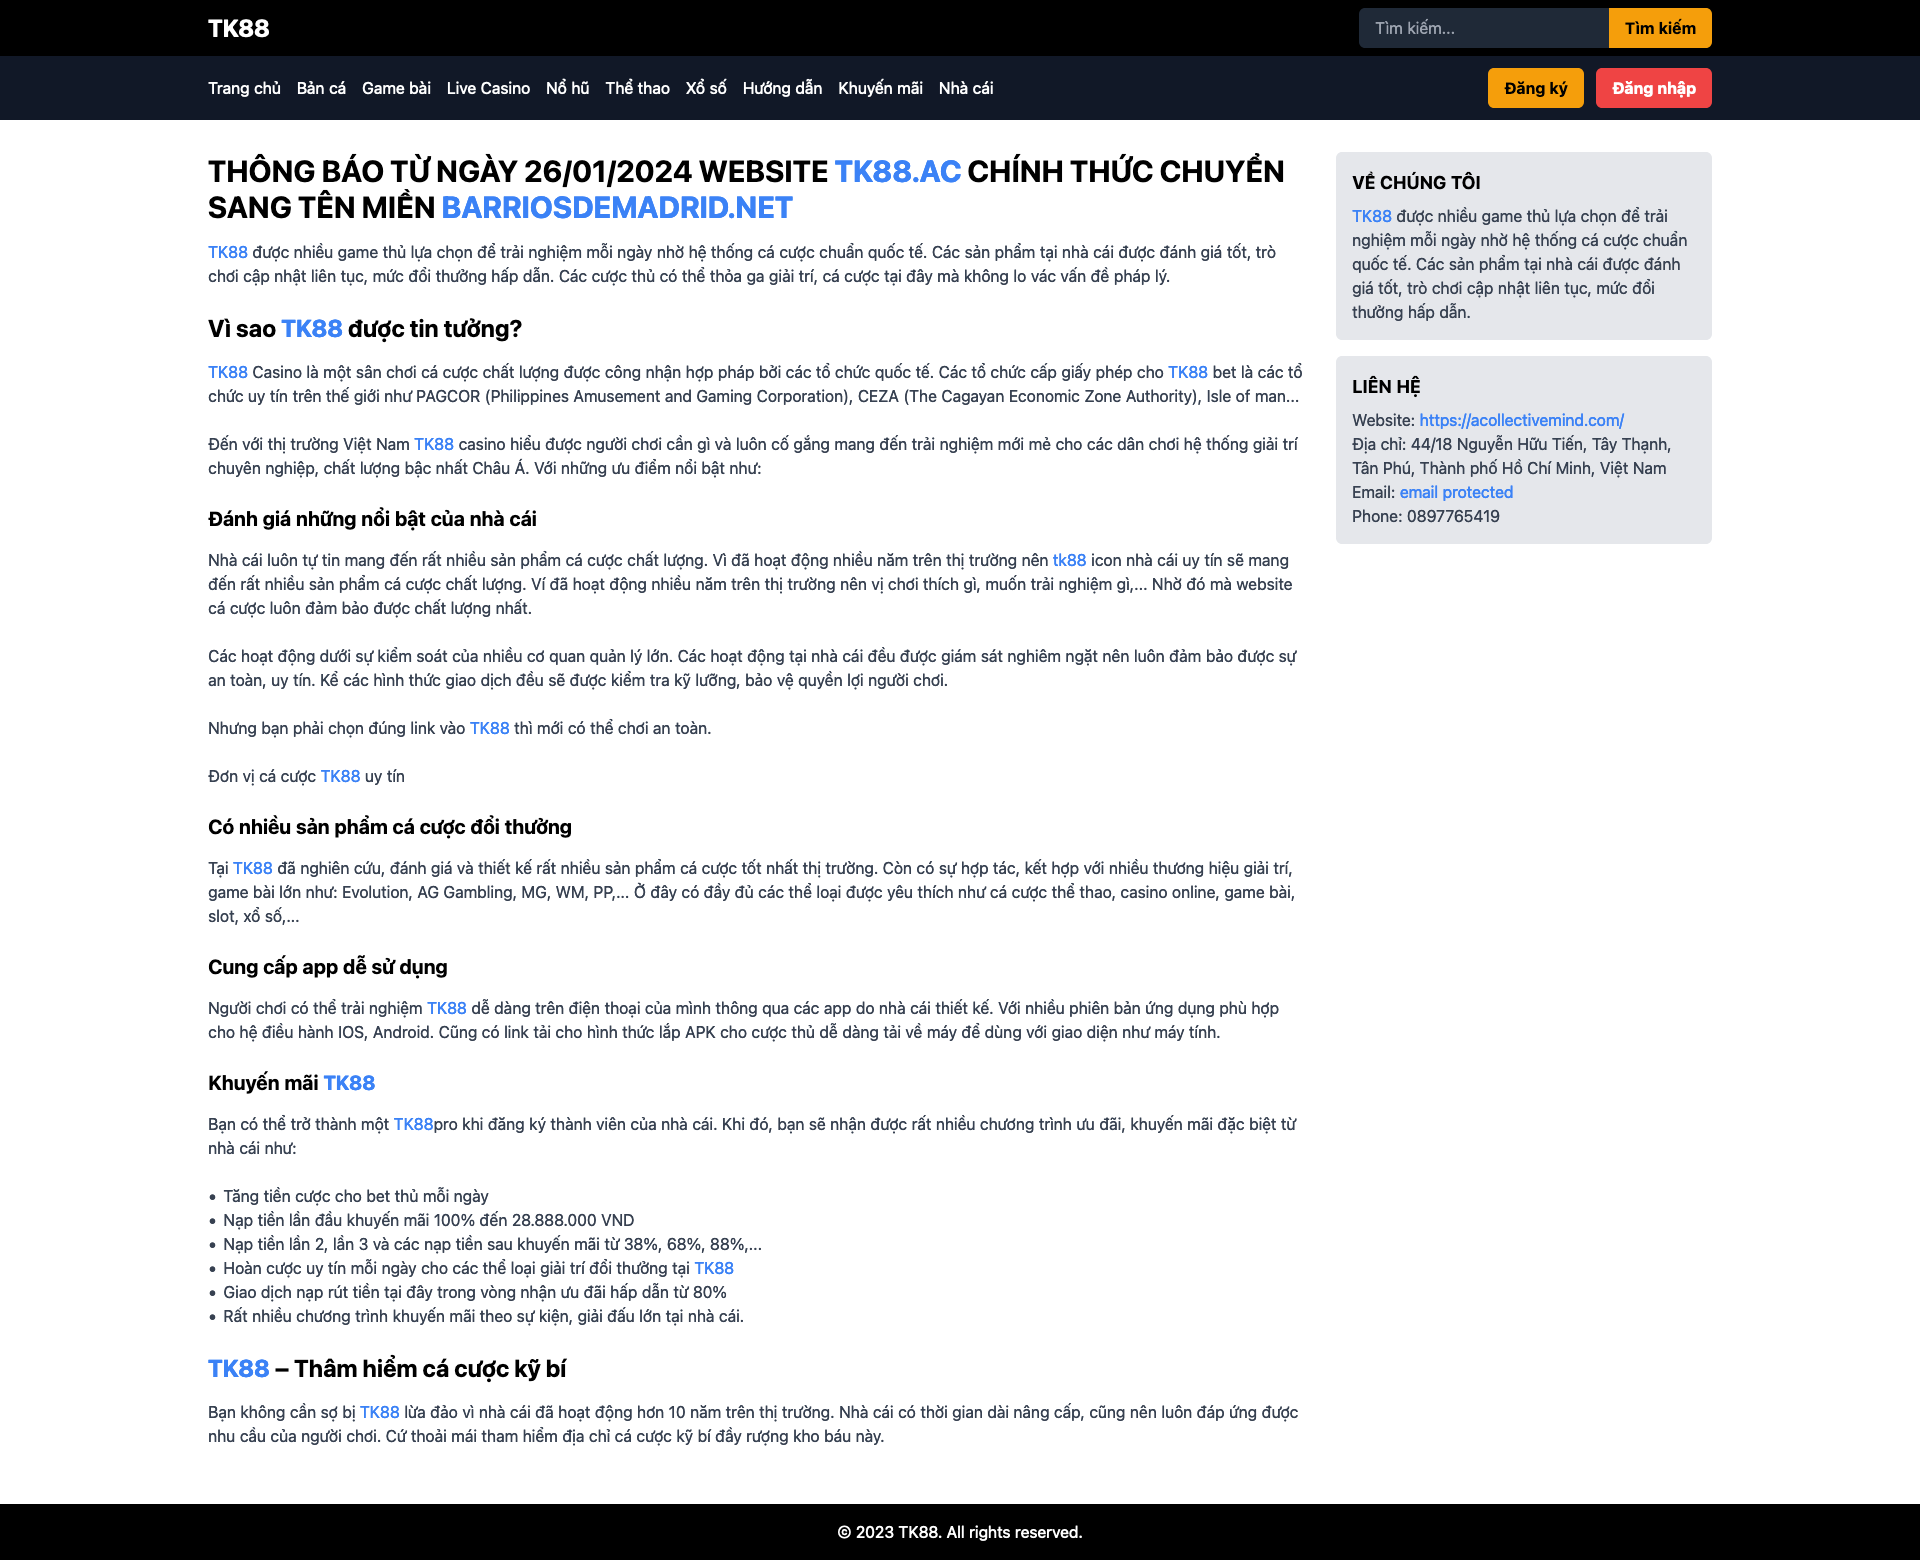 TK88
Tìm kiếm...
Tìm kiếm
Trang chủ
Bản cá
Game bài
Live Casino
Nổ hũ
Thể thao
Xổ số
Hướng dẫn
Khuyến mãi
Nhà cái
Đăng ký
Đăng nhập
THÔNG BÁO TỪ NGÀY 26/01/2024 WEBSITE TK88.AC CHÍNH THỨC CHUYỂN
SANG TÊN MIỀN BARRIOSDEMADRID.NET
TK88 được nhiều game thủ lựa chọn để trải nghiệm mỗi ngày nhờ hệ thống cá cược chuẩn quốc tế. Các sản phẩm tại nhà cái được đánh giá tốt, trò
chơi cập nhật liên tục, mức đổi thưởng hấp dẫn. Các cược thủ có thể thỏa ga giải trí, cá cược tại đây mà không lo vác vấn đề pháp lý.
Vì sao TK88 được tin tưởng?
TK88 Casino là một sân chơi cá cược chất lượng được công nhận hợp pháp bởi các tổ chức quốc tế. Các tổ chức cấp giấy phép cho TK88 bet là các tổ
chức uy tín trên thế giới như PAGCOR (Philippines Amusement and Gaming Corporation), CEZA (The Cagayan Economic Zone Authority), Isle of man...
Đến với thị trường Việt Nam TK88 casino hiểu được người chơi cần gì và luôn cố gắng mang đến trải nghiệm mới mẻ cho các dân chơi hệ thống giải trí
chuyên nghiệp, chất lượng bậc nhất Châu Á. Với những ưu điểm nổi bật như:
Đánh giá những nổi bật của nhà cái
Nhà cái luôn tự tin mang đến rất nhiều sản phẩm cá cược chất lượng. Vì đã hoạt động nhiều năm trên thị trường nên tk88 icon nhà cái uy tín sẽ mang
đến rất nhiều sản phẩm cá cược chất lượng. Ví đã hoạt động nhiều năm trên thị trường nên vị chơi thích gì, muốn trải nghiệm gì,... Nhờ đó mà website
cá cược luôn đảm bảo được chất lượng nhất.
Các hoạt động dưới sự kiểm soát của nhiều cơ quan quản lý lớn. Các hoạt động tại nhà cái đều được giám sát nghiêm ngặt nên luôn đảm bảo được sự
an toàn, uy tín. Kể các hình thức giao dịch đều sẽ được kiểm tra kỹ lưỡng, bảo vệ quyền lợi người chơi.
Nhưng bạn phải chọn đúng link vào TK88 thì mới có thể chơi an toàn.
Đơn vị cá cược TK88 uy tín
Có nhiều sản phẩm cá cược đổi thưởng
Tại TK88 đã nghiên cứu, đánh giá và thiết kế rất nhiều sản phẩm cá cược tốt nhất thị trường. Còn có sự hợp tác, kết hợp với nhiều thương hiệu giải trí,
game bài lớn như: Evolution, AG Gambling, MG, WM, PP,... Ở đây có đầy đủ các thể loại được yêu thích như cá cược thể thao, casino online, game bài,
slot, xổ số,...
Cung cấp app dễ sử dụng
Người chơi có thể trải nghiệm TK88 dễ dàng trên điện thoại của mình thông qua các app do nhà cái thiết kế. Với nhiều phiên bản ứng dụng phù hợp
cho hệ điều hành IOS, Android. Cũng có link tải cho hình thức lắp APK cho cược thủ dễ dàng tải về máy để dùng với giao diện như máy tính.
Khuyến mãi TK88
Bạn có thể trở thành một TK88pro khi đăng ký thành viên của nhà cái. Khi đó, bạn sẽ nhận được rất nhiều chương trình ưu đãi, khuyến mãi đặc biệt từ
nhà cái như:
• Tăng tiền cược cho bet thủ mỗi ngày
• Nạp tiền lần đầu khuyến mãi 100% đến 28.888.000 VND
• Nạp tiền lần 2, lần 3 và các nạp tiền sau khuyến mãi từ 38%, 68%, 88%,...
• Hoàn cược uy tín mỗi ngày cho các thể loại giải trí đổi thưởng tại TK88
• Giao dịch nạp rút tiền tại đây trong vòng nhận ưu đãi hấp dẫn từ 80%
• Rất nhiều chương trình khuyến mãi theo sự kiện, giải đấu lớn tại nhà cái.
TK88 – Thâm hiểm cá cược kỹ bí
Bạn không cần sợ bị TK88 lừa đảo vì nhà cái đã hoạt động hơn 10 năm trên thị trường. Nhà cái có thời gian dài nâng cấp, cũng nên luôn đáp ứng được
nhu cầu của người chơi. Cứ thoải mái tham hiểm địa chỉ cá cược kỹ bí đầy rượng kho báu này.
VỀ CHÚNG TÔI
TK88 được nhiều game thủ lựa chọn để trải
nghiệm mỗi ngày nhờ hệ thống cá cược chuẩn
quốc tế. Các sản phẩm tại nhà cái được đánh
giá tốt, trò chơi cập nhật liên tục, mức đổi
thưởng hấp dẫn.
LIÊN HỆ
Website: https://acollectivemind.com/
Địa chỉ: 44/18 Nguyễn Hữu Tiến, Tây Thạnh,
Tân Phú, Thành phố Hồ Chí Minh, Việt Nam
Email: email protected
Phone: 0897765419
© 2023 TK88. All rights reserved.